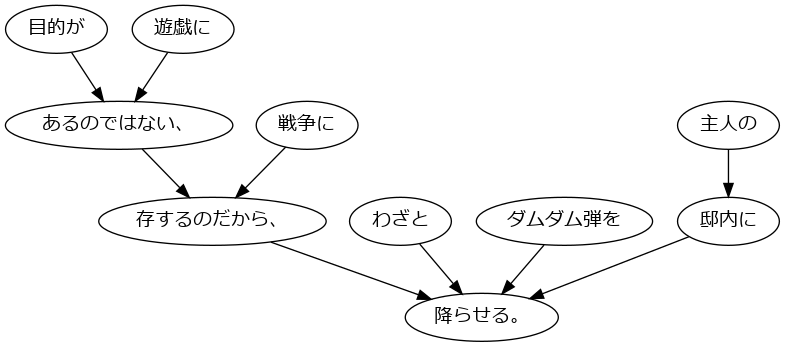 目的が
遊戯に
あるのではない、
戦争に
主人の
存するのだから、
わざと
ダムダム弾を
邸内に
降らせる。